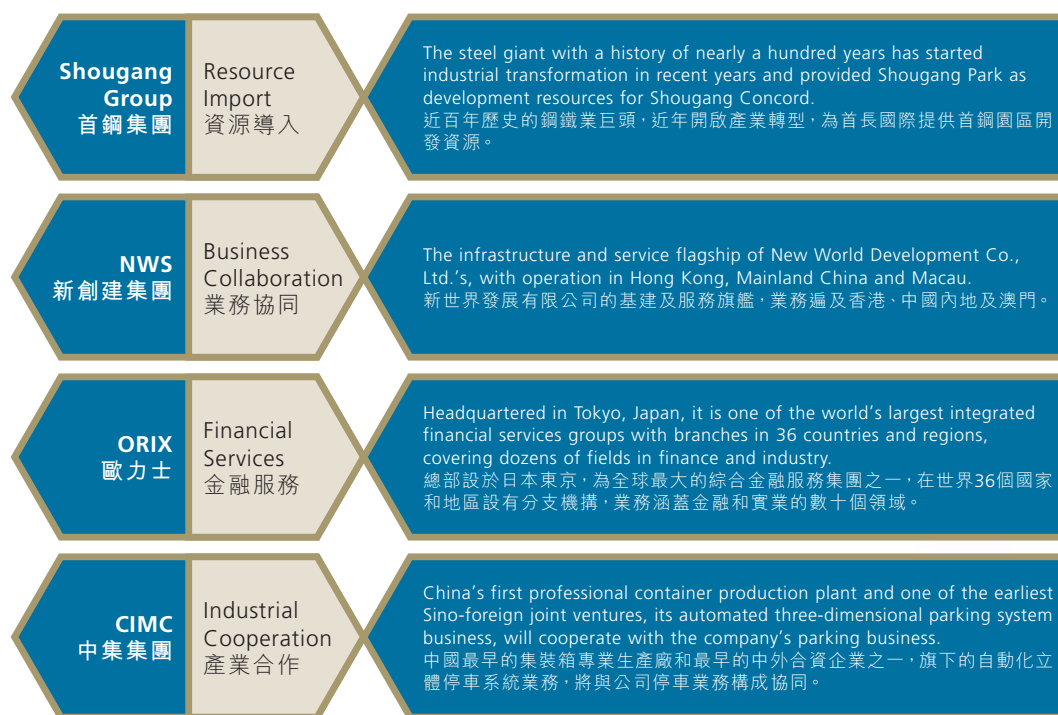 Shougang
Group
首鋼集團
Resource
Import
資源導入
The steel giant with a history of nearly a hundred years has started
industrial transformation in recent years and provided Shougang Park as
development resources for Shougang Concord.
近百年歷史的鋼鐵業巨頭，近年開啟產業轉型，為首長國際提供首鋼園區開
發資源。
NWS
新創建集團
Business
Collaboration
業務協同
The infrastructure and service flagship of New World Development Co.,
Ltd.'s, with operation in Hong Kong, Mainland China and Macau.
新世界發展有限公司的基建及服務旗艦，業務遍及香港、中國內地及澳門。
ORIX
歐力士
Financial
Services
金融服務
Headquartered in Tokyo, Japan, it is one of the world's largest integrated
financial services groups with branches in 36 countries and regions,
covering dozens of fields in finance and industry.
總部設於日本東京，為全球最大的綜合金融服務集團之一，在世界36個國家
和地區設有分支機構，業務涵蓋金融和實業的數十個領域。
CIMC
中集集團
Industrial
Cooperation
產業合作
China's first professional container production plant and one of the earliest
Sino-foreign joint ventures, its automated three-dimensional parking system
business, will cooperate with the company's parking business.
中國最早的集裝箱專業生產廠和最早的中外合資企業之一，旗下的自動化立
體停車系統業務，將與公司停車業務構成協同。